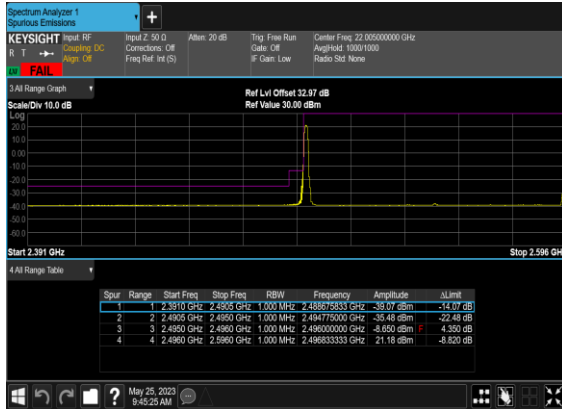 Spectrum Analyzer 1
Spurious Emissions
KEYSIGHT Input: RF Input Z: 50 Ω Atten: 20 dB Trig: Free Run Center Freq: 22.005000000 GHz
R T Coupling: DC Corrections: Off Gate: Off Avg|Hold: 1000/1000
Align: Off Freq Ref: Int (S) IF Gain: Low Radio Std: None
LU FAIL
3 All Range Graph
Ref Lvl Offset 32.97 dB
Scale/Div 10.0 dB Ref Value 30.00 dBm
Log
20.0
10.0
0.00
-10.0
-20.0
-30.0
-40.0
-50.0
-60.0
Start 2.391 GHz Stop 2.596 GH
4 All Range Table
Spur Range Start Freq Stop Freq RBW Frequency Amplitude ΔLimit
1 1 2.3910 GHz 2.4905 GHz 1.000 MHz 2.488675833 GHz -39.07 dBm -14.07 dB
2 2 2.4905 GHz 2.4950 GHz 1.000 MHz 2.494775000 GHz -35.48 dBm -22.48 dB
3 3 2.4950 GHz 2.4960 GHz 1.000 MHz 2.496000000 GHz -8.650 dBm F 4.350 dB
4 4 2.4960 GHz 2.5960 GHz 1.000 MHz 2.496833333 GHz 21.18 dBm -8.820 dB
May 25, 2023
9:45:25 AM